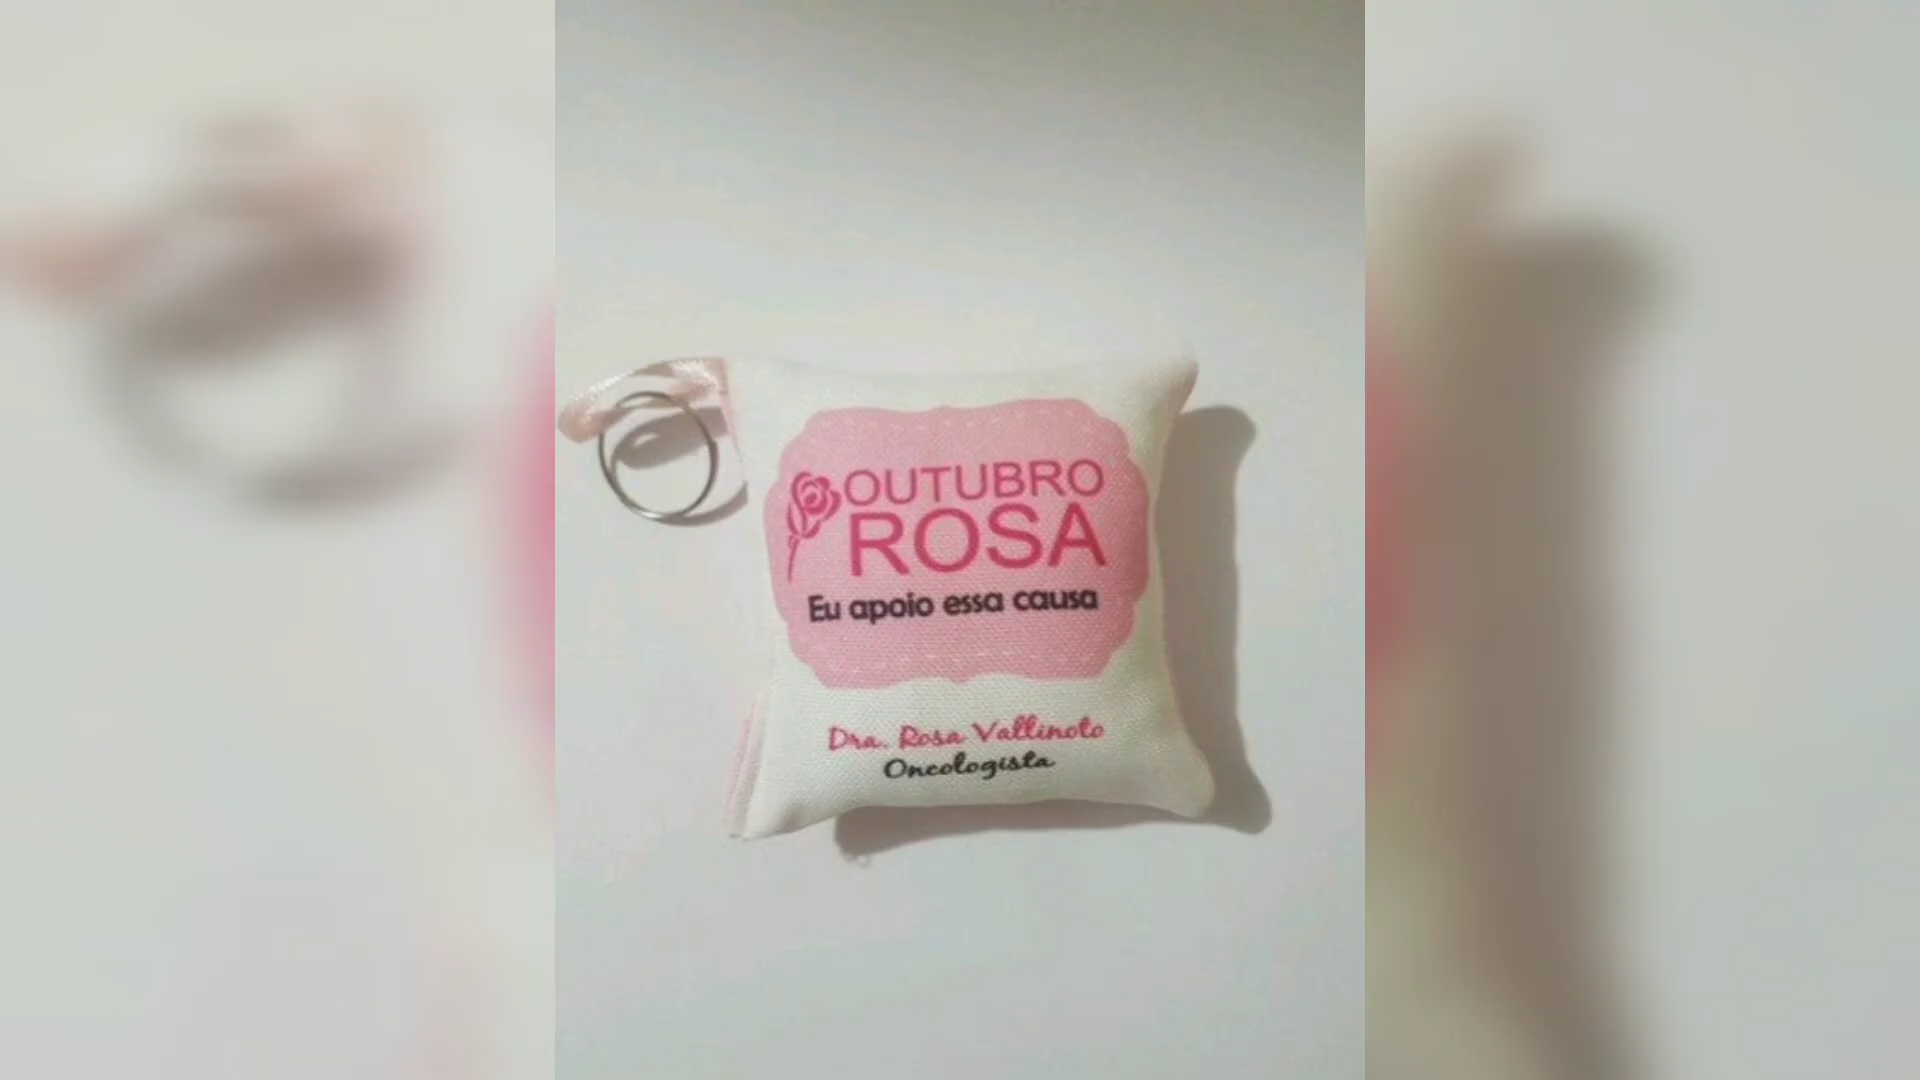 OUTUBRO
ROSA
Eu apoio essa causa
Dra. Rosa Vallinoto
Oncologista